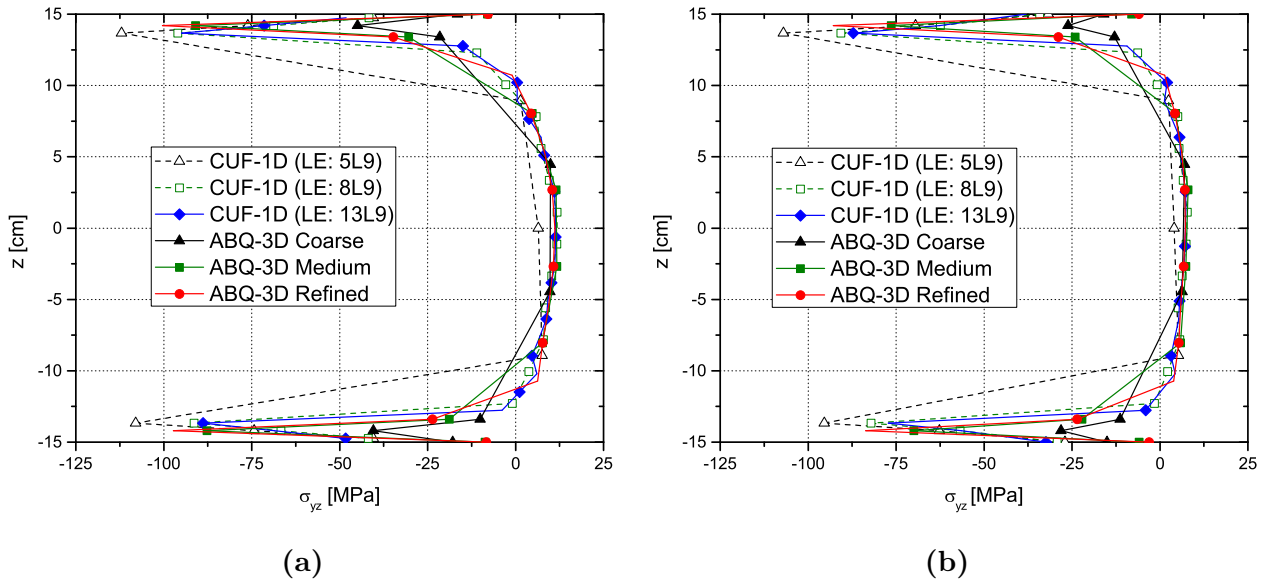 15
10
5
0
-5
-10
-15
z [cm]
CUF-1D (LE: 5L9)
CUF-1D (LE: 8L9)
CUF-1D (LE: 13L9)
ABQ-3D Coarse
ABQ-3D Medium
ABQ-3D Refined
-125 -100 -75 -50 -25 0 25
σyz [MPa]
(a)
15
10
5
0
-5
-10
-15
z [cm]
CUF-1D (LE: 5L9)
CUF-1D (LE: 8L9)
CUF-1D (LE: 13L9)
ABQ-3D Coarse
ABQ-3D Medium
ABQ-3D Refined
-125 -100 -75 -50 -25 0 25
σyz [MPa]
(b)